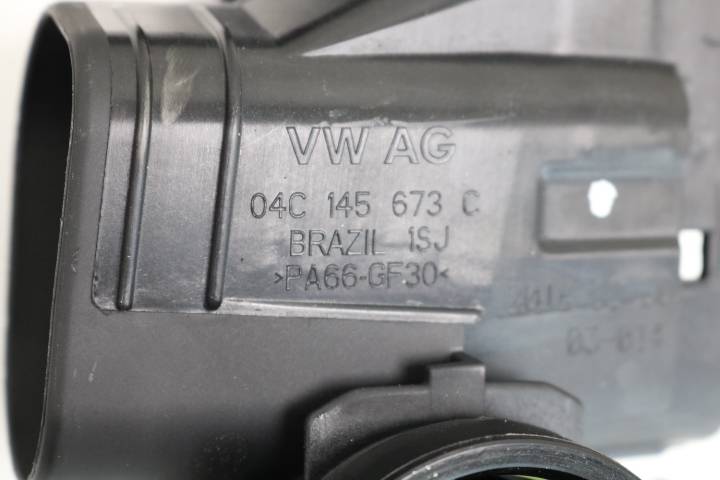 VW AG
04C 145 673 C
BRAZIL 1SJ
>PA66-GF30<